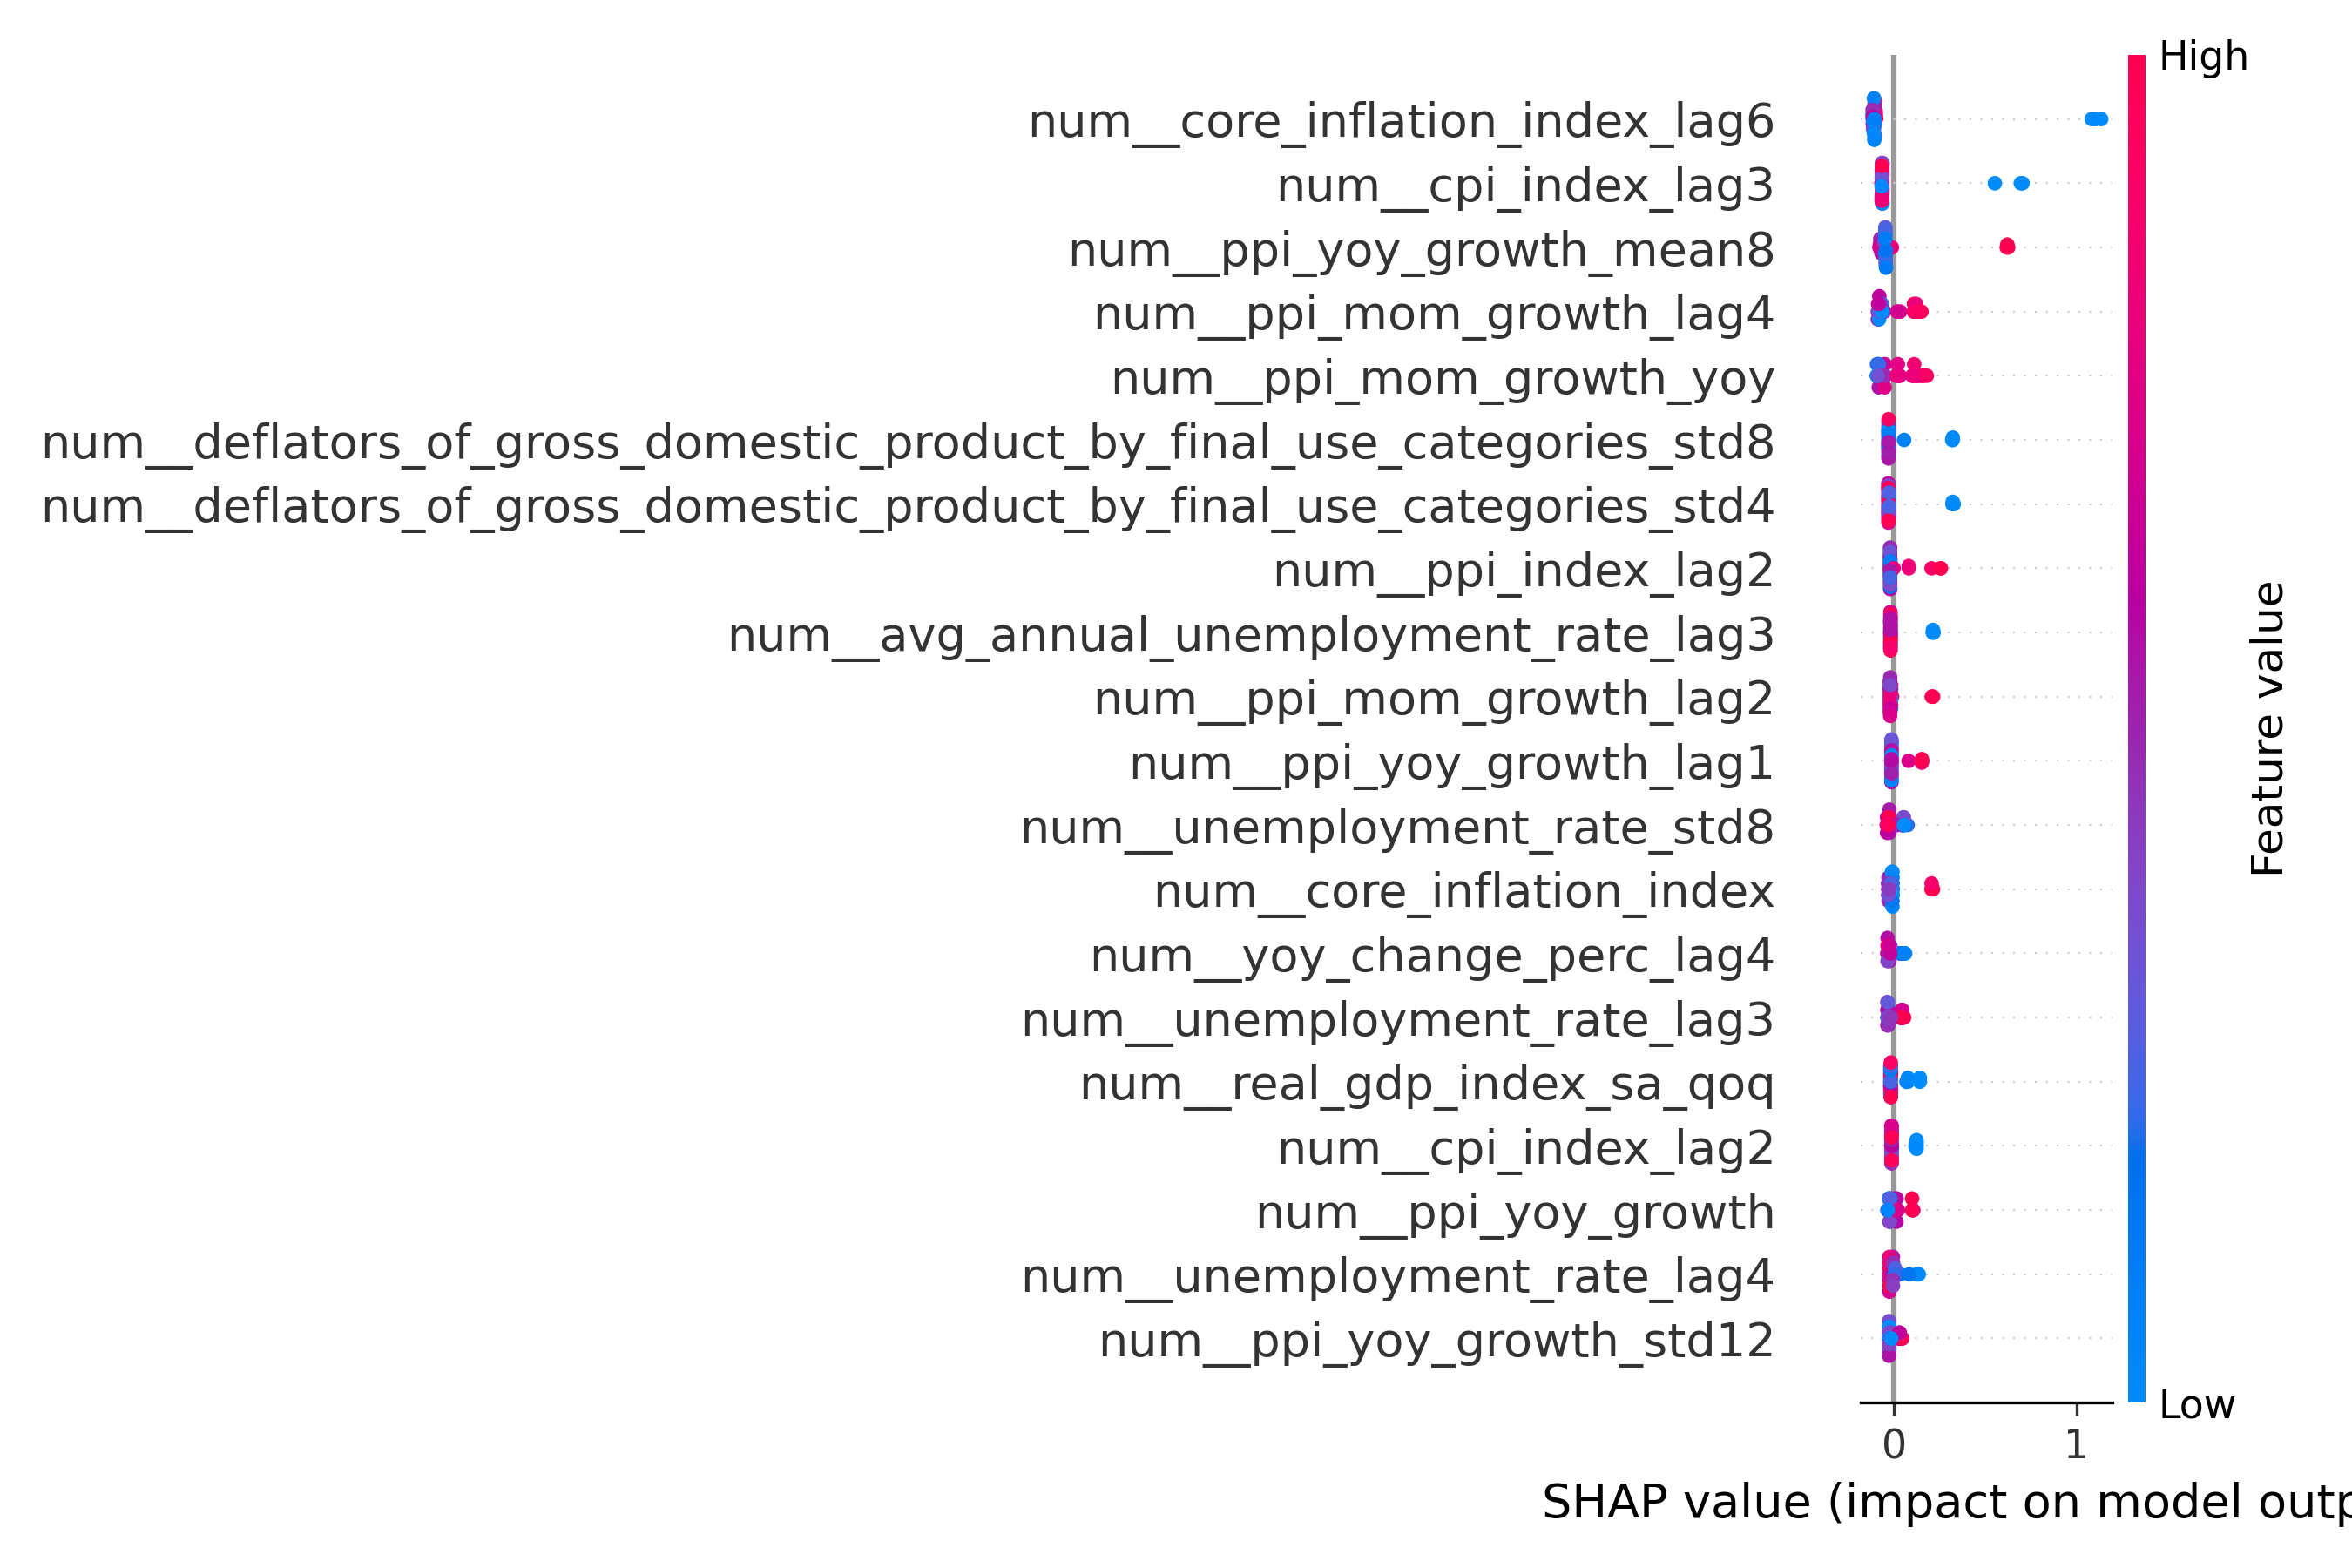 High
num__core_inflation_index_lag6
num__cpi_index_lag3
num__ppi_yoy_growth_mean8
num__ppi_mom_growth_lag4
num__ppi_mom_growth_yoy
num__deflators_of_gross_domestic_product_by_final_use_categories_std8
num__deflators_of_gross_domestic_product_by_final_use_categories_std4
num__ppi_index_lag2
num__avg_annual_unemployment_rate_lag3
num__ppi_mom_growth_lag2
num__ppi_yoy_growth_lag1
num__unemployment_rate_std8
num__core_inflation_index
num__yoy_change_perc_lag4
num__unemployment_rate_lag3
num__real_gdp_index_sa_qoq
num__cpi_index_lag2
num__ppi_yoy_growth
num__unemployment_rate_lag4
num__ppi_yoy_growth_std12
Feature value
Low
0 1
SHAP value (impact on model outp